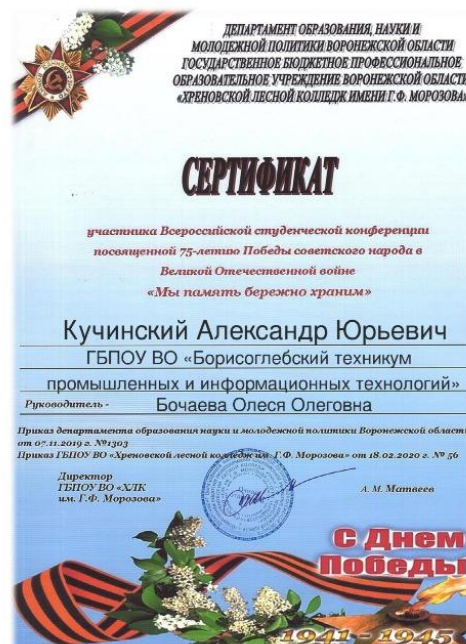 ДЕПАРТАМЕНТ ОБРАЗОВАНИЯ, НАУКИ И
МОЛОДЕЖНОЙ ПОЛИТИКИ ВОРОНЕЖСКОЙ ОБЛАСТИ
ГОСУДАРСТВЕННОЕ БЮДЖЕТНОЕ ПРОФЕССИОНАЛЬНОЕ
ОБРАЗОВАТЕЛЬНОЕ УЧРЕЖДЕНИЕ ВОРОНЕЖСКОЙ ОБЛАСТИ
«ХРЕНОВСКОЙ ЛЕСНОЙ КОЛЛЕДЖ ИМЕНИ Г.Ф. МОРОЗОВА»
СЕРТИФИКАТ
участника Всероссийской студенческой конференции
посвященной 75-летию Победы советского народа в
Великой Отечественной войне
«Мы память бережно храним»
Кучинский Александр Юрьевич
ГБПОУ ВО «Борисоглебский техникум
промышленных и информационных технологий»
Руководитель - Бочаева Олеся Олеговна
Приказ департамента образования науки и молодежной политики Воронежской област
от 07.11.2019 г. №1303
Приказ ГБПОУ ВО «Хреновской лесной колледж им. Г.Ф. Морозова» от 18.02.2020 г. № 56
Директор
ГБПОУ ВО «ХЛК
им. Г.Ф. Морозова»
А. М. Матвеев
С Днем
Победы
1941 - 1945